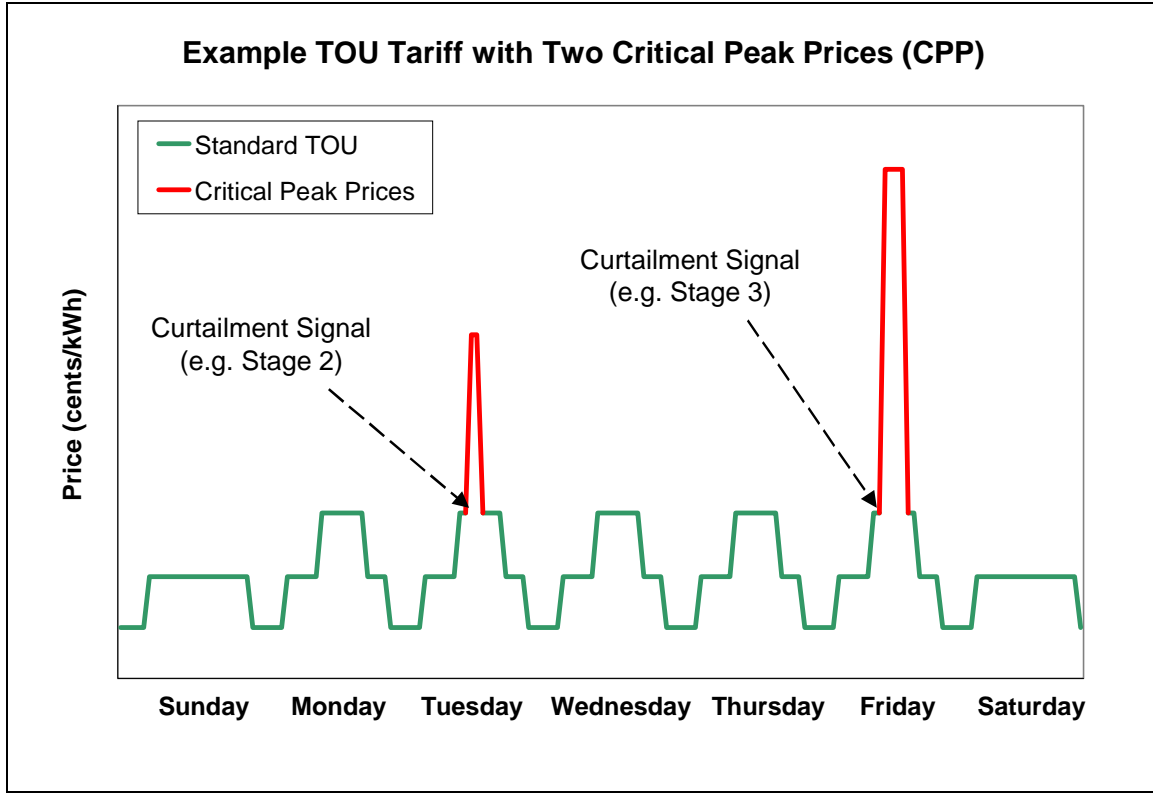 Example TOU Tariff with Two Critical Peak Prices (CPP)
Standard TOU
Critical Peak Prices
Curtailment Signal
(e.g. Stage 3)
Curtailment Signal
(e.g. Stage 2)
Price (cents/kWh)
Sunday Monday Tuesday Wednesday Thursday Friday Saturday